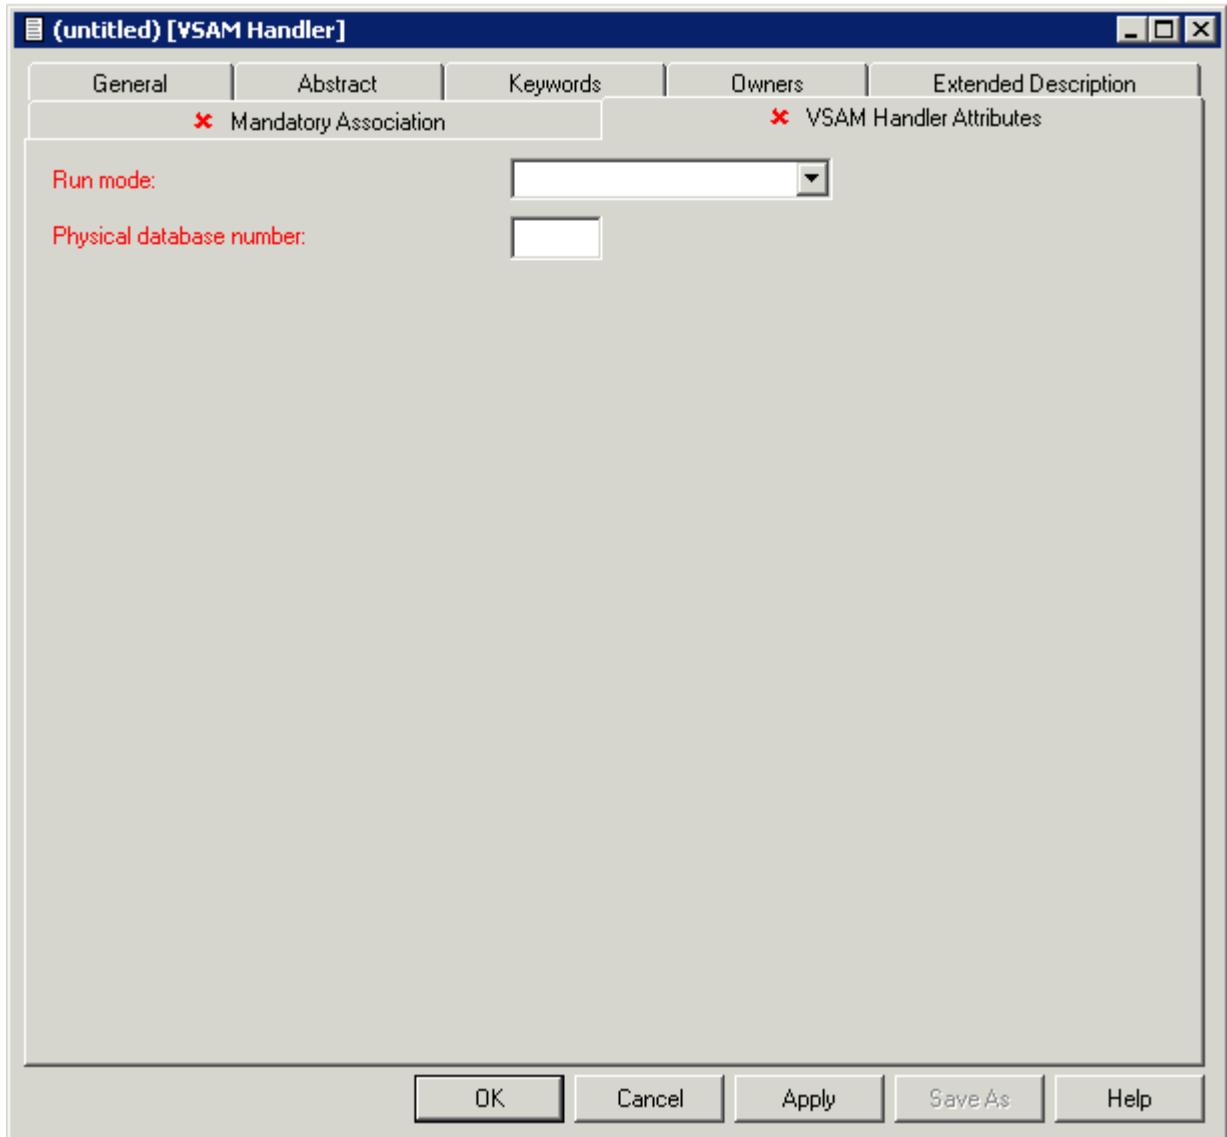 (untitled) [VSAM Handler]
General Abstract Keywords Owners Extended Description
Mandatory Association VSAM Handler Attributes
Run mode:
Physical database number:
OK Cancel Apply Save As Help